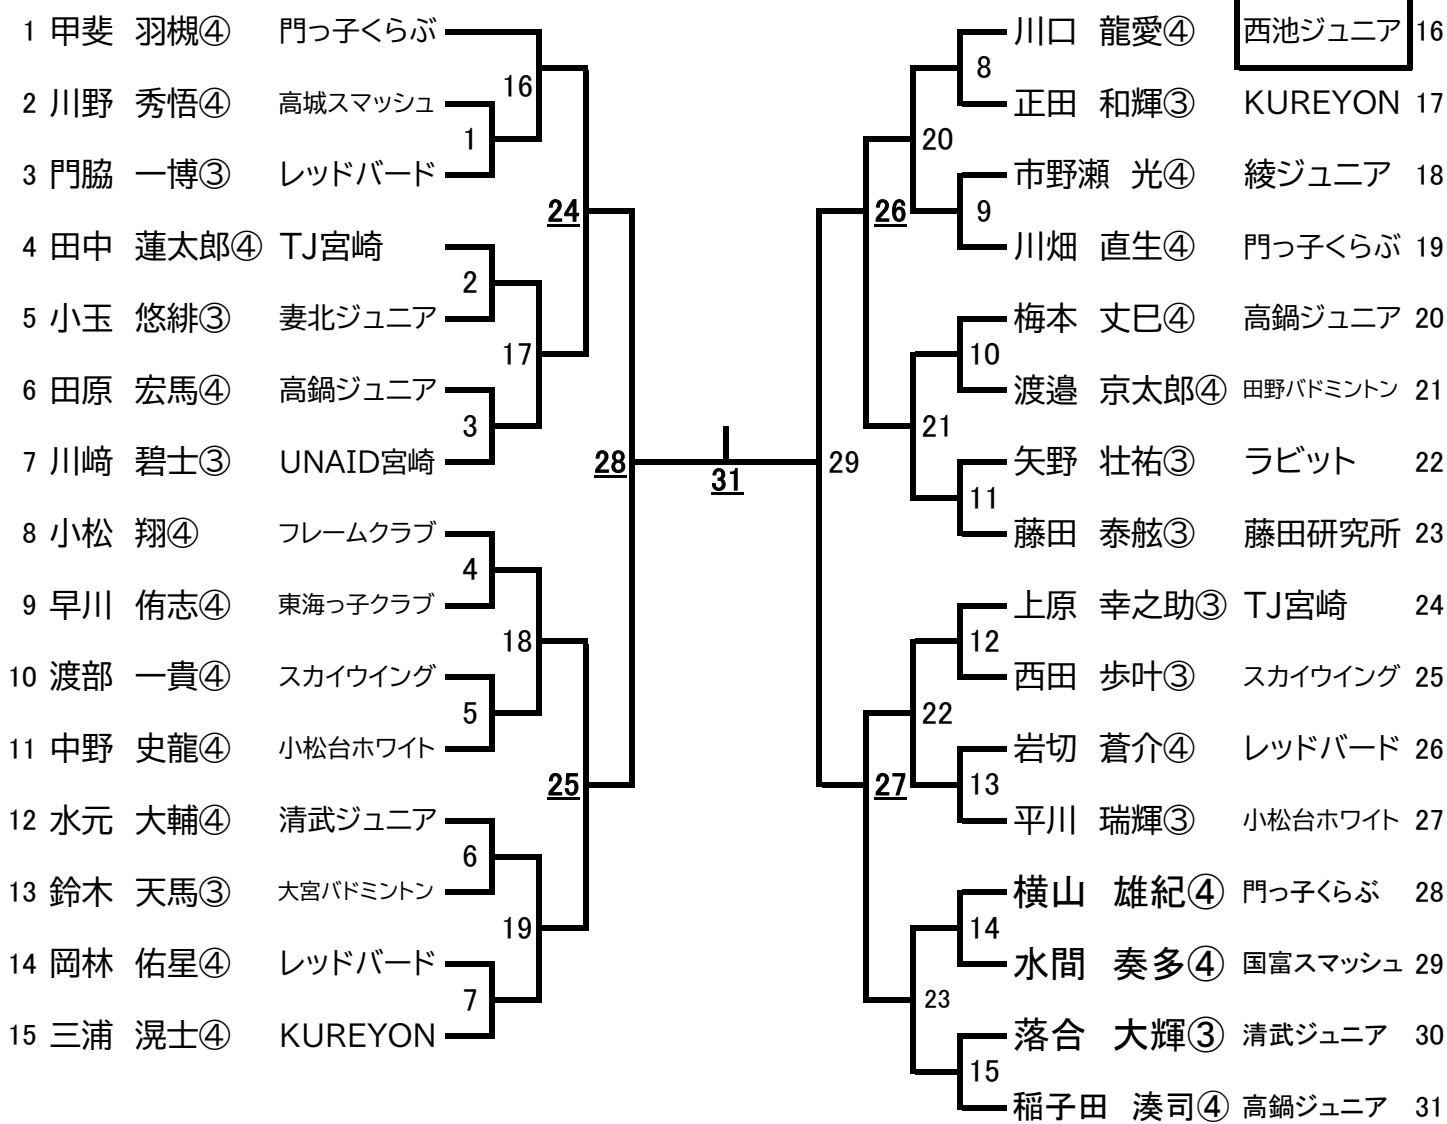 1 甲斐 羽槻④ 門っ子くらぶ
2 川野 秀悟④ 高城スマッシュ
3 門脇 一博③ レッドバード
4 田中 蓮太郎④ TJ宮崎
5 小玉 悠緋③ 妻北ジュニア
6 田原 宏馬④ 高鍋ジュニア
7 川﨑 碧士③ UNAID宮崎
8 小松 翔④ フレームクラブ
9 早川 侑志④ 東海っ子クラブ
10 渡部 一貴④ スカイウイング
11 中野 史龍④ 小松台ホワイト
12 水元 大輔④ 清武ジュニア
13 鈴木 天馬③ 大宮バドミントン
14 岡林 佑星④ レッドバード
15 三浦 滉士④ KUREYON
1
2
3
4
5
6
7
16
17
18
19
24
25
28
31
29
26
27
20
21
22
23
8
9
10
11
12
13
14
15
川口 龍愛④ 西池ジュニア 16
正田 和輝③ KUREYON 17
市野瀬 光④ 綾ジュニア 18
川畑 直生④ 門っ子くらぶ 19
梅本 丈巳④ 高鍋ジュニア 20
渡邉 京太郎④ 田野バドミントン 21
矢野 壮祐③ ラビット 22
藤田 泰舷③ 藤田研究所 23
上原 幸之助③ TJ宮崎 24
西田 歩叶③ スカイウイング 25
岩切 蒼介④ レッドバード 26
平川 瑞輝③ 小松台ホワイト 27
横山 雄紀④ 門っ子くらぶ 28
水間 奏多④ 国富スマッシュ 29
落合 大輝③ 清武ジュニア 30
稲子田 湊司④ 高鍋ジュニア 31